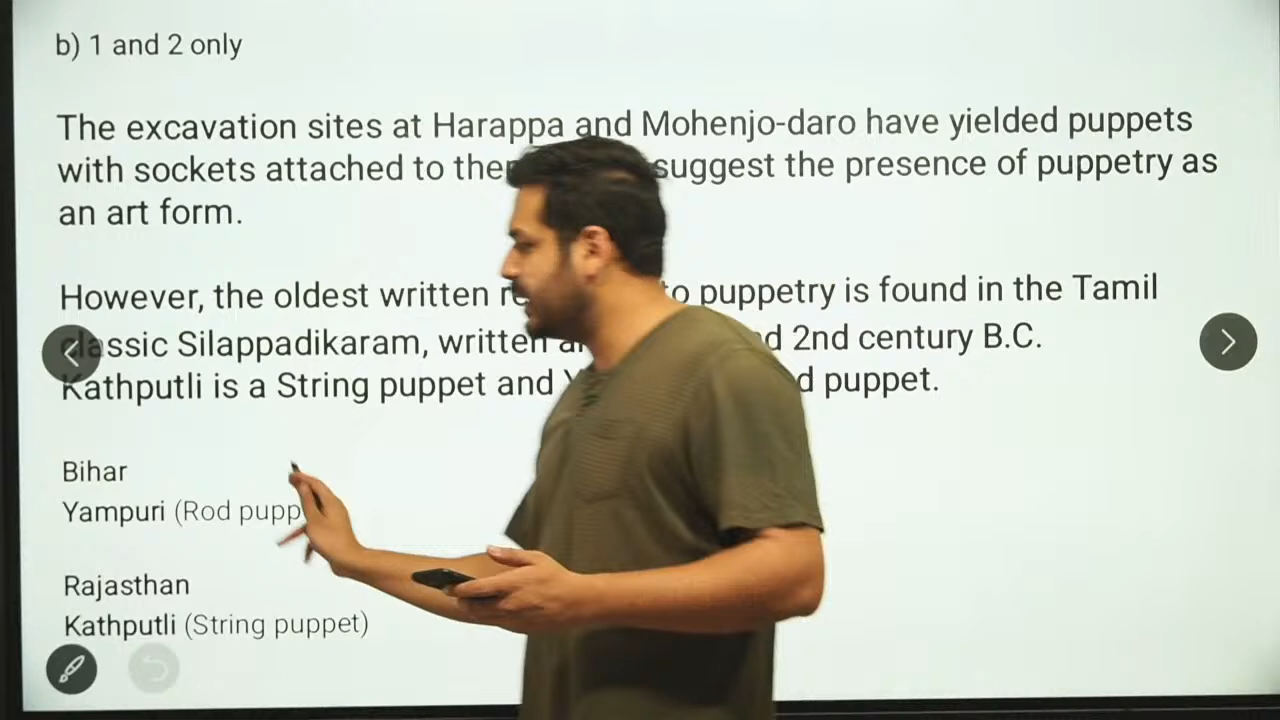 b) 1 and 2 only
The excavation sites at Harappa and Mohenjo-daro have yielded puppets
with sockets attached to suggest the presence of puppetry as
an art form.
However, the oldest written to puppetry is found in the Tamil
classic Silappadikaram, written 2nd century B.C.
Kathputli is a String puppet and puppet.
Bihar
Yampuri (Rod
Rajasthan
Kathputli (String puppet)